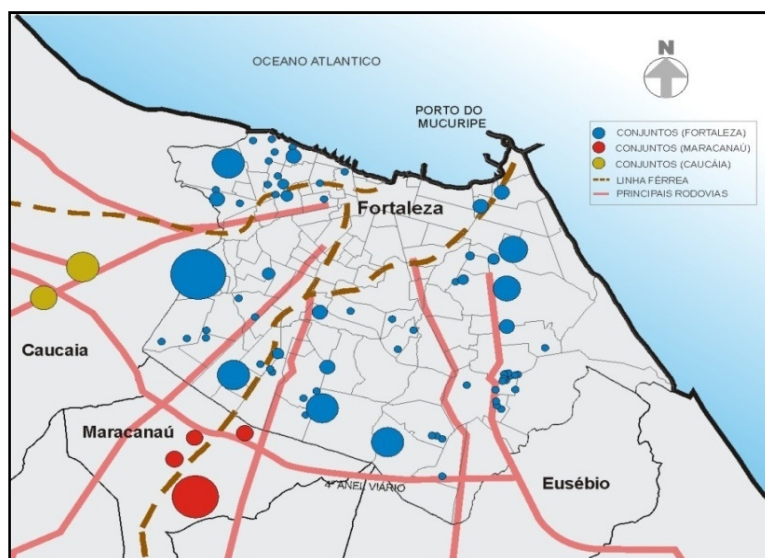 OCEANO ATLANTICO
N
PORTO DO
MUCURIPE
CONJUNTOS (FORTALEZA)
CONJUNTOS (MARACANAÚ)
CONJUNTOS (CAUCÁIA)
LINHA FÉRREA
PRINCIPAIS RODOVIAS
Fortaleza
Caucaia
Maracanaú
Eusébio
4º ANEL VIÁRIO